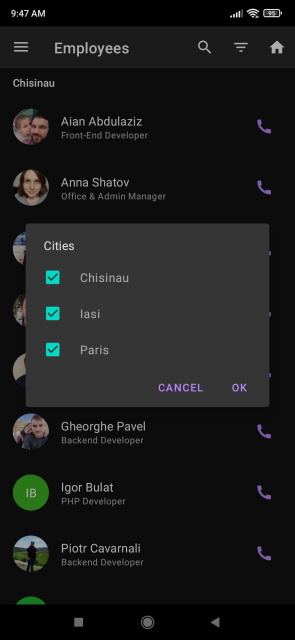 9:47 AM
95
Employees
Chisinau
Aian Abdulaziz
Front-End Developer
Anna Shatov
Office & Admin Manager
Cities
Chisinau
Iasi
Paris
CANCEL
OK
Gheorghe Pavel
Backend Developer
IB
Igor Bulat
PHP Developer
Piotr Cavarnali
Backend Developer